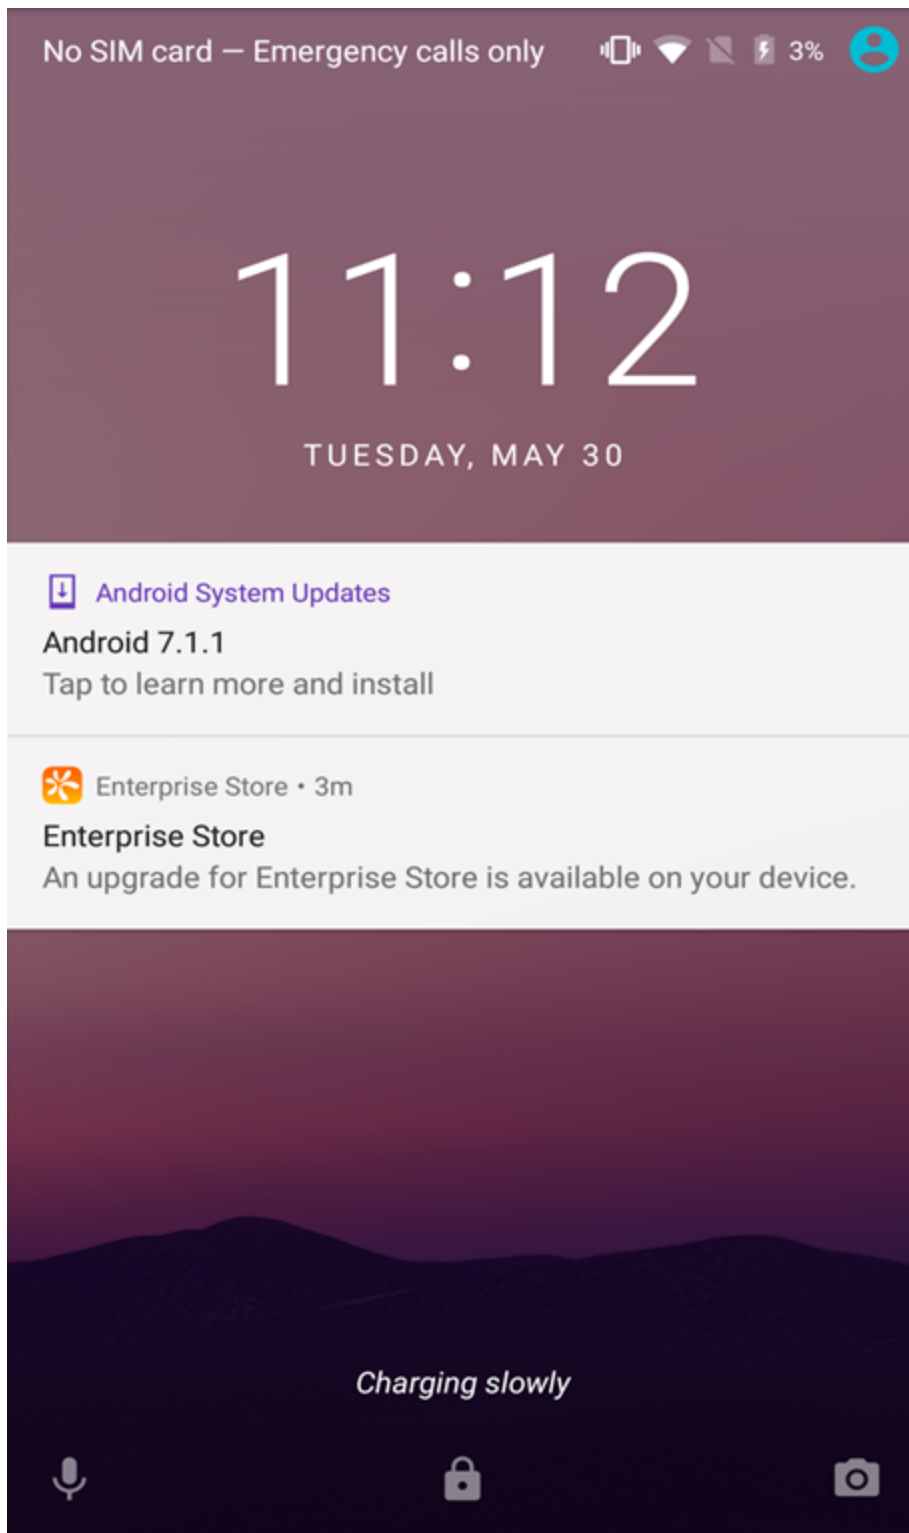 No SIM card — Emergency calls only 3%
11:12
TUESDAY, MAY 30
Android System Updates
Android 7.1.1
Tap to learn more and install
Enterprise Store • 3m
Enterprise Store
An upgrade for Enterprise Store is available on your device.
Charging slowly